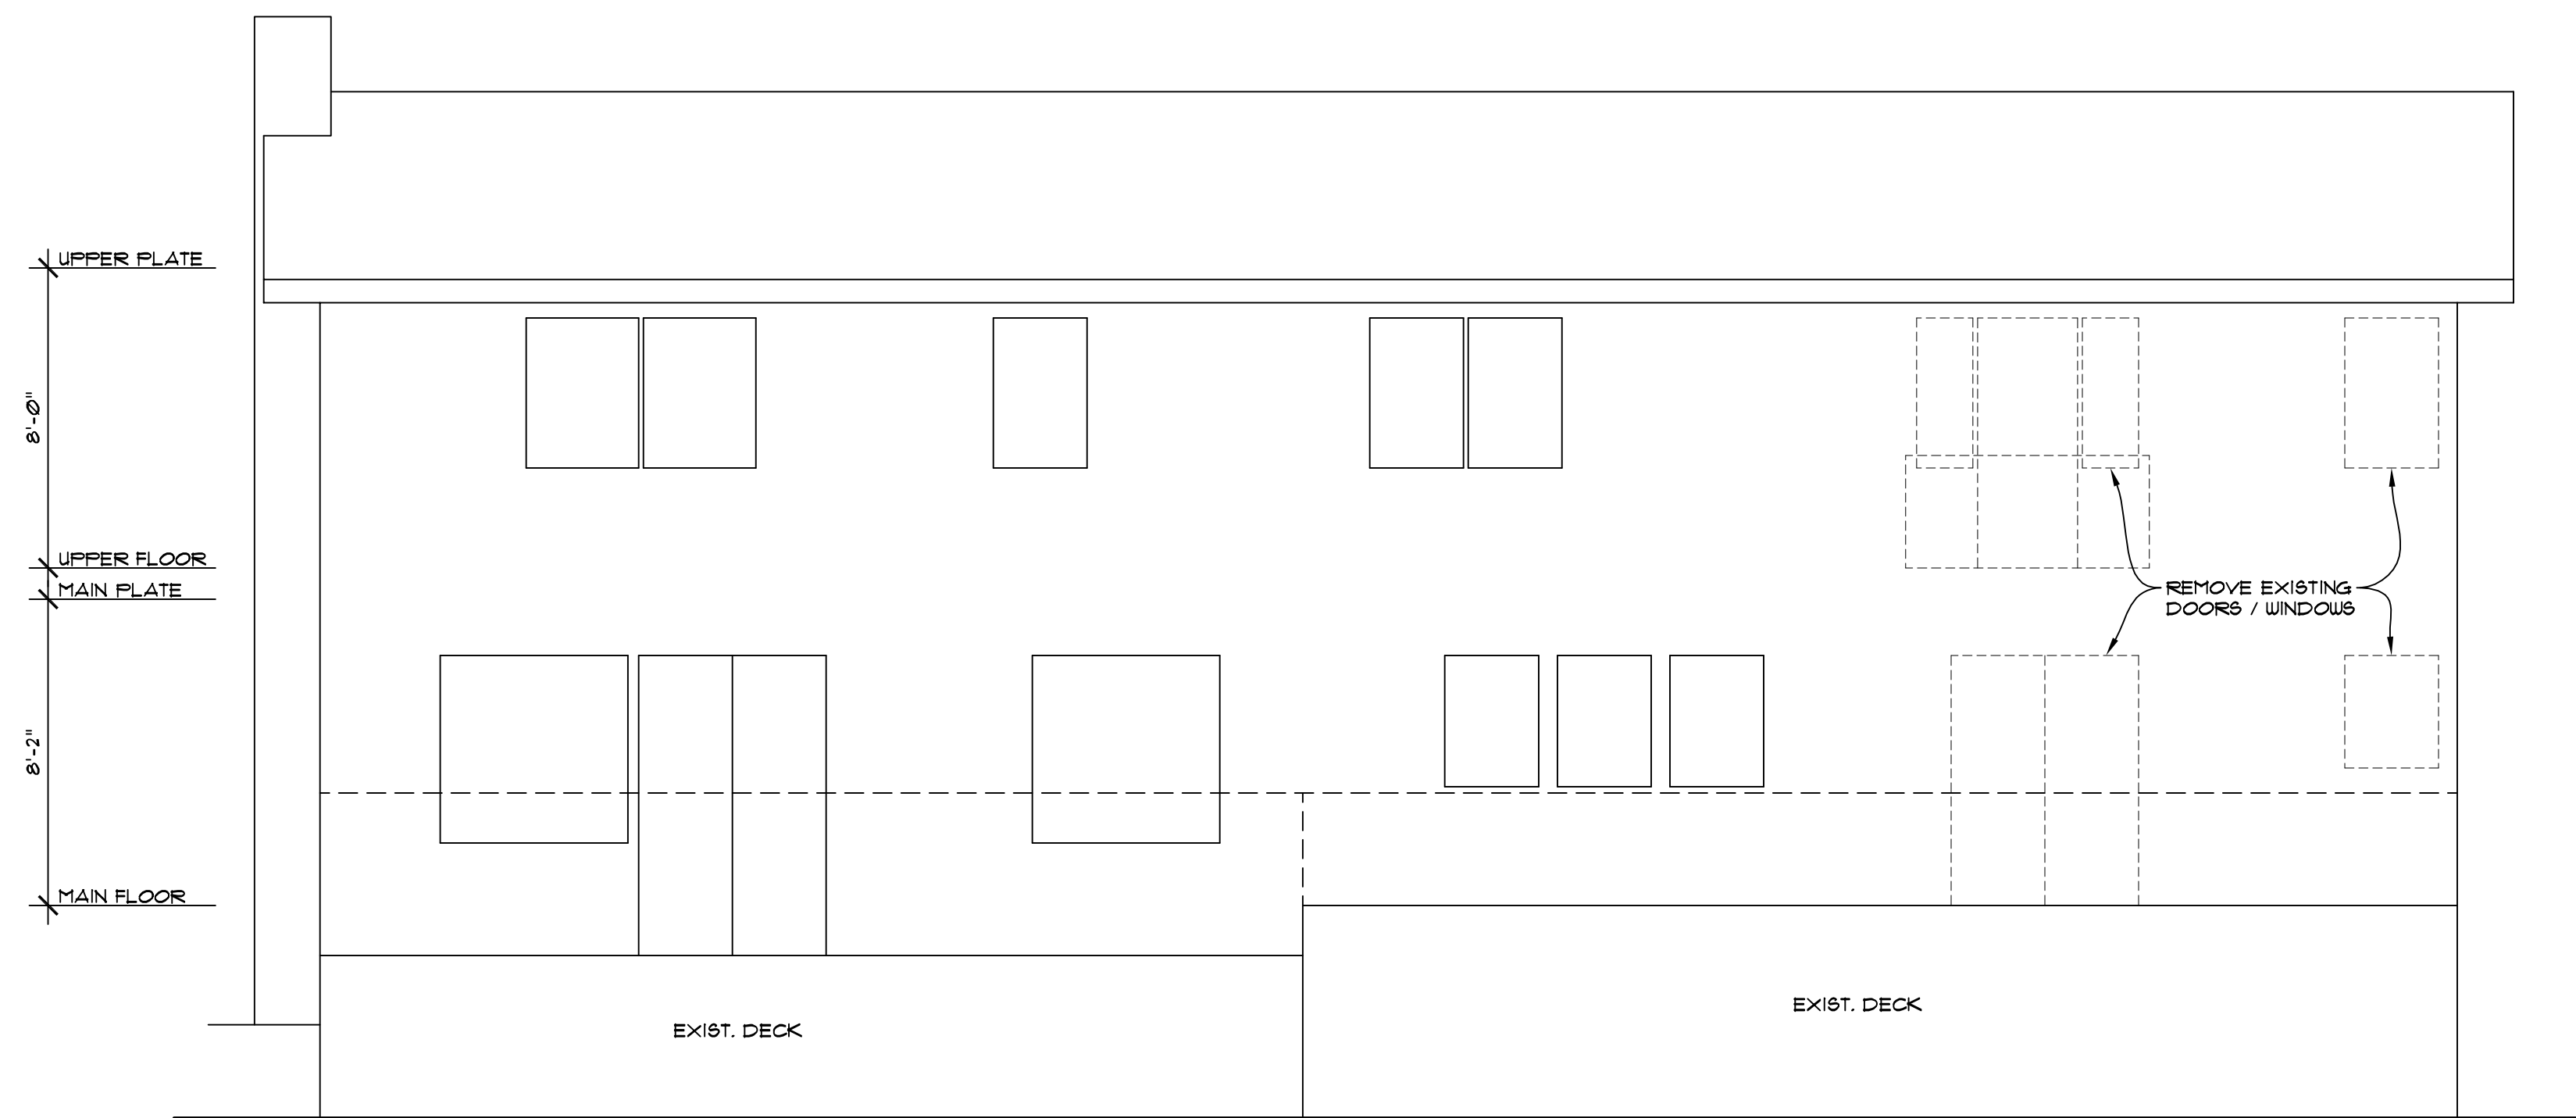 UPPER PLATE
8'-0"
UPPER FLOOR
MAIN PLATE
REMOVE EXISTING
DOORS / WINDOWS
8'-2"
MAIN FLOOR
EXIST. DECK
EXIST. DECK